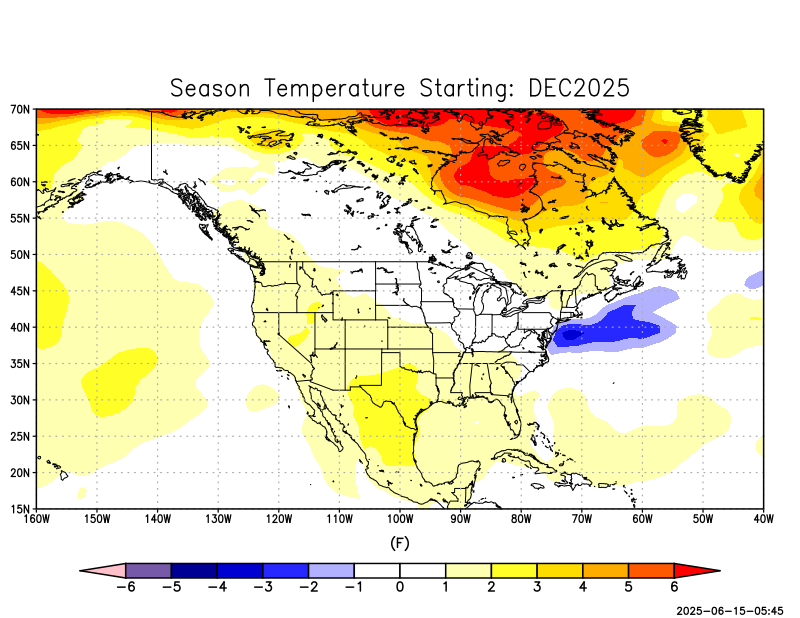 Season Temperature Starting: DEC2025
70N
65N
60N
55N
50N
45N
40N
35N
30N
25N
20N
15N
160W 150W 140W 130W 120W 110W 100W 90W 80W 70W 60W 50W 40W
(F)
−6 −5 −4 −3 −2 −1 0 1 2 3 4 5 6
2025-06-15-05:45